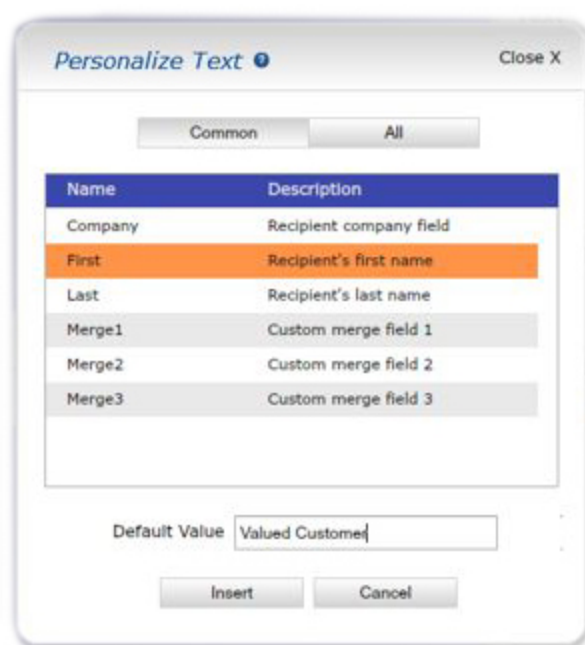 Personalize Text ? Close X
Common All
Name Description
Company Recipient company field
First Recipient's first name
Last Recipient's last name
Merge1 Custom merge field 1
Merge2 Custom merge field 2
Merge3 Custom merge field 3
Default Value Valued Customer
Insert Cancel